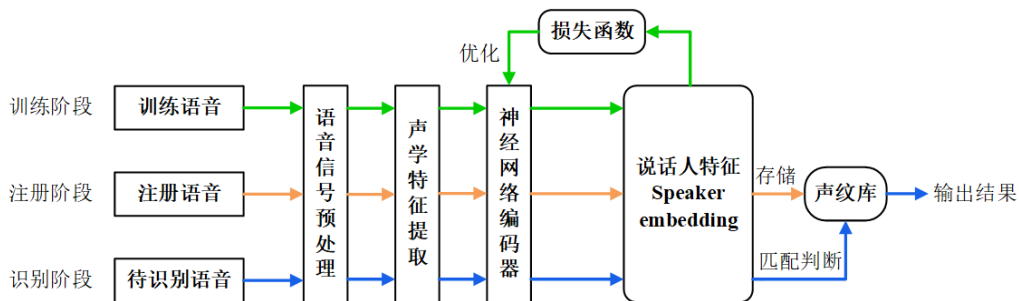 损失函数
优化
训练阶段
训练语音
注册阶段
注册语音
识别阶段
待识别语音
语音信号预处理
声学特征提取
神经网络编码器
说话人特征
Speaker
embedding
存储
声纹库
输出结果
匹配判断